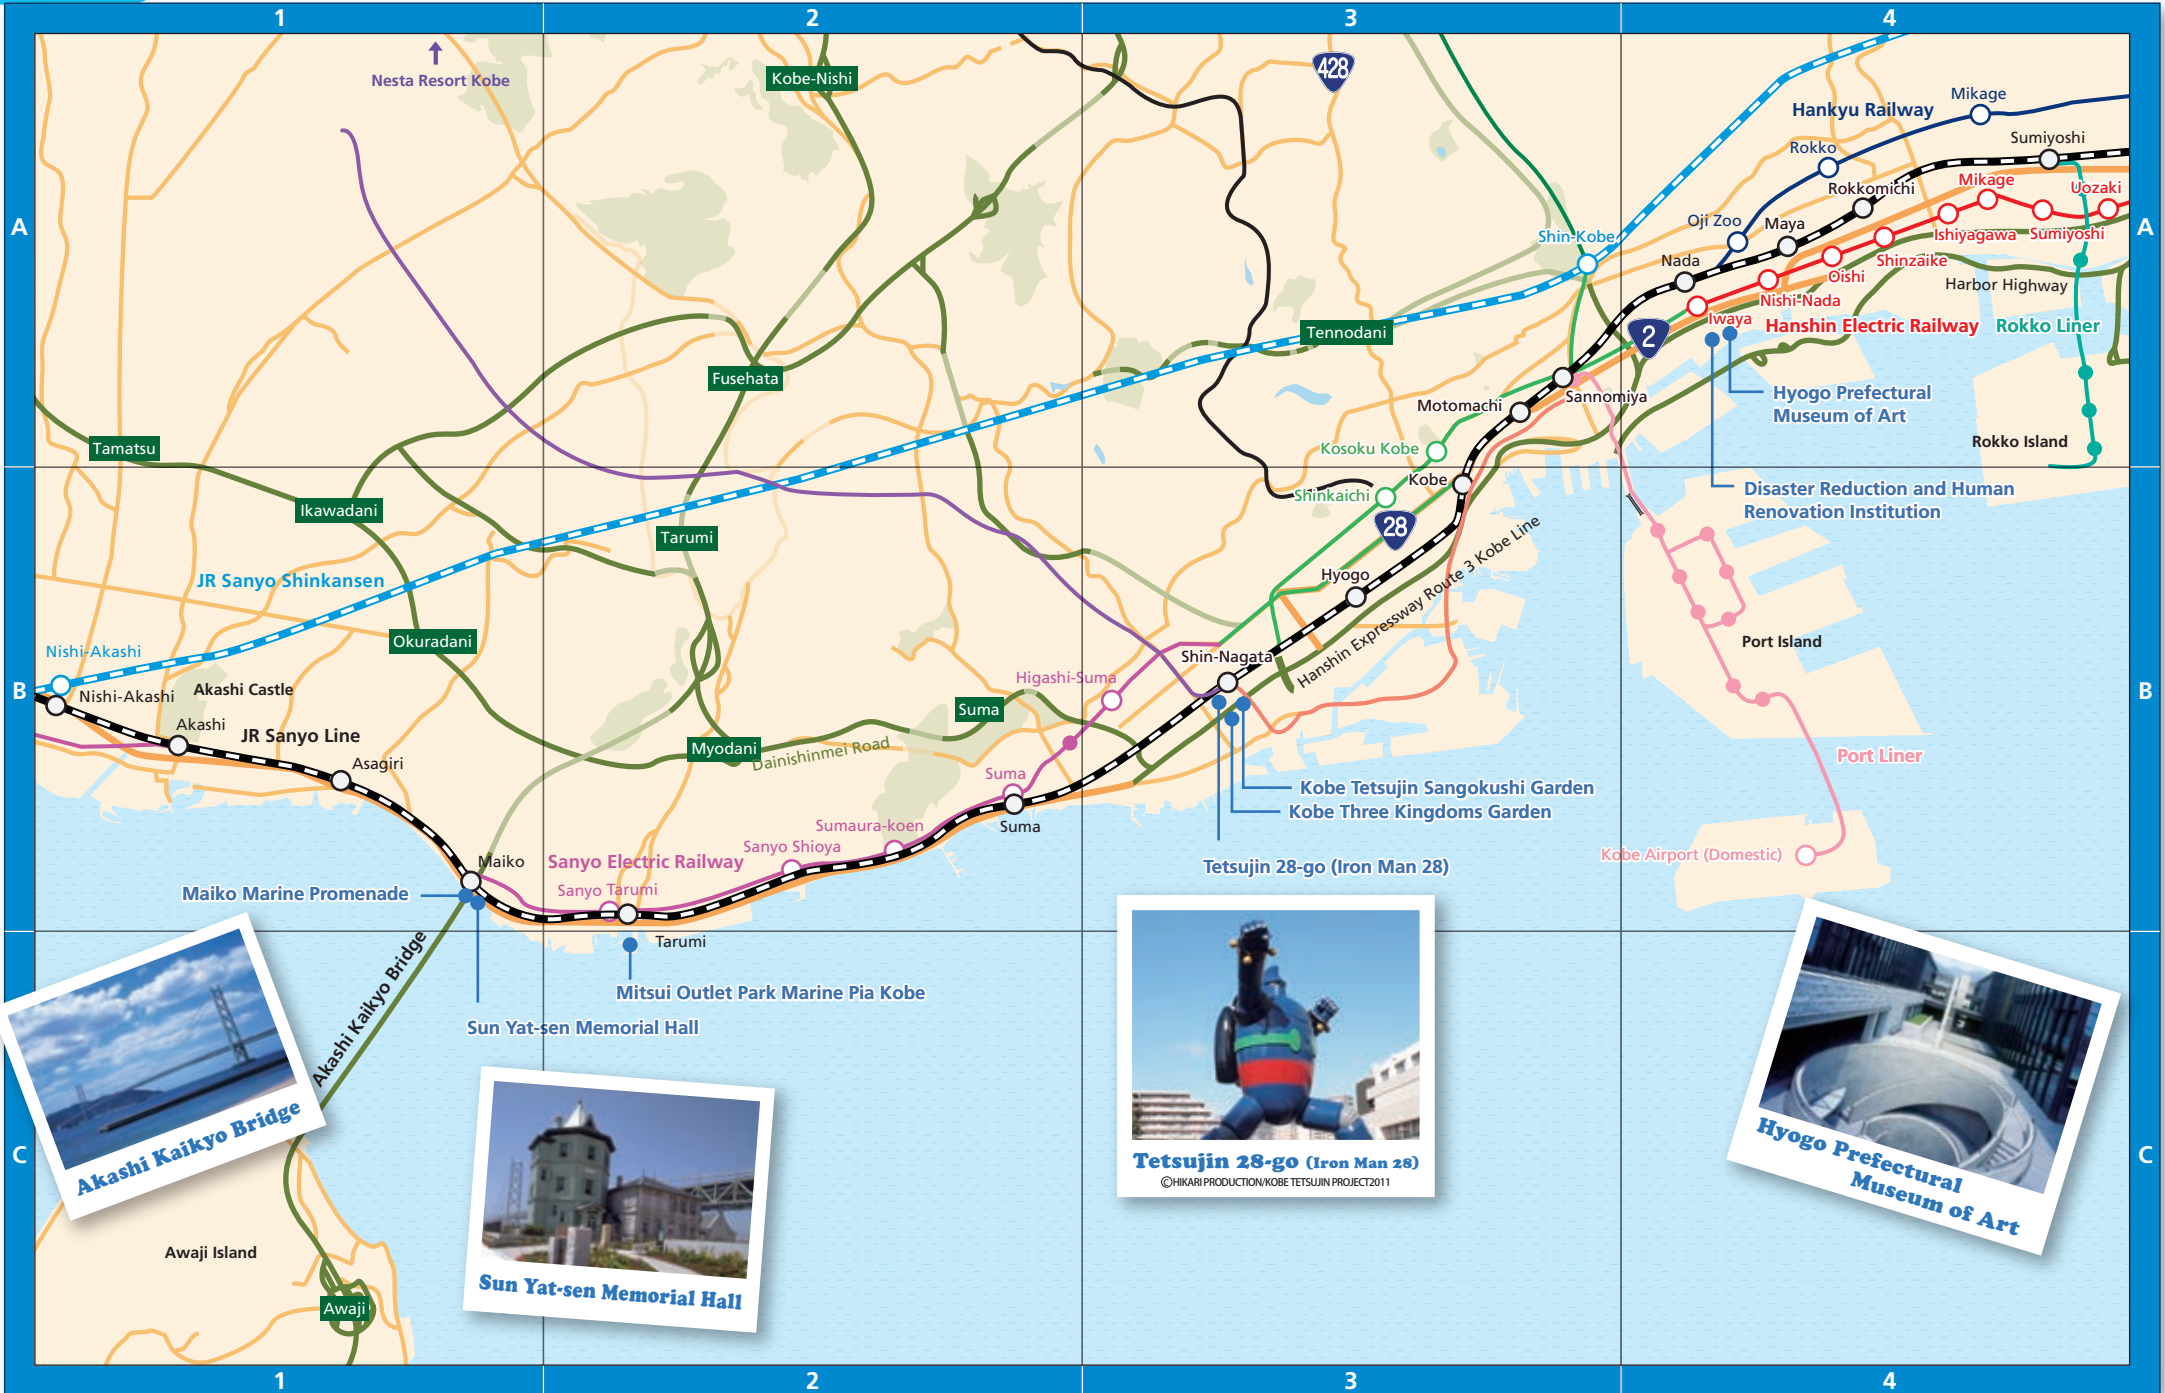 1
2
3
4
Nesta Resort Kobe
Kobe-Nishi
428
Mikage
Hankyu Railway
Sumiyoshi
Rokko
Mikage
Uozaki
Rokkomichi
Oji Zoo
Maya
A
A
Shin-Kobe
Ishiyagawa
Sumiyoshi
Nada
Shinzaike
Oishi
Harbor Highway
Nishi-Nada
Iwaya
Hanshin Electric Railway
Rokko Liner
Tennodani
2
Fusehata
Hyogo Prefectural
Museum of Art
Sannomiya
Motomachi
Tamatsu
Kosoku Kobe
Rokko Island
Kobe
Shinkaichi
Disaster Reduction and Human
Renovation Institution
Ikawadani
28
Tarumi
Hanshin Expressway Route 3 Kobe Line
JR Sanyo Shinkansen
Hyogo
Okuradani
Port Island
Nishi-Akashi
Shin-Nagata
Higashi-Suma
B
B
Nishi-Akashi
Akashi Castle
Suma
Akashi
JR Sanyo Line
Myodani
Dainishinmei Road
Port Liner
Asagiri
Suma
Kobe Tetsujin Sangokushi Garden
Kobe Three Kingdoms Garden
Suma
Sumaura-koen
Sanyo Shioya
Kobe Airport (Domestic)
Maiko
Sanyo Electric Railway
Tetsujin 28-go (Iron Man 28)
Sanyo Tarumi
Maiko Marine Promenade
Tarumi
Akashi Kaikyo Bridge
Mitsui Outlet Park Marine Pia Kobe
Sun Yat-sen Memorial Hall
Akashi Kaikyo Bridge
Tetsujin 28-go (Iron Man 28)
©HIKARI PRODUCTION/KOBE TETSUJIN PROJECT2011
Hyogo Prefectural
Museum of Art
C
C
Awaji Island
Sun Yat-sen Memorial Hall
Awaji
1
2
3
4